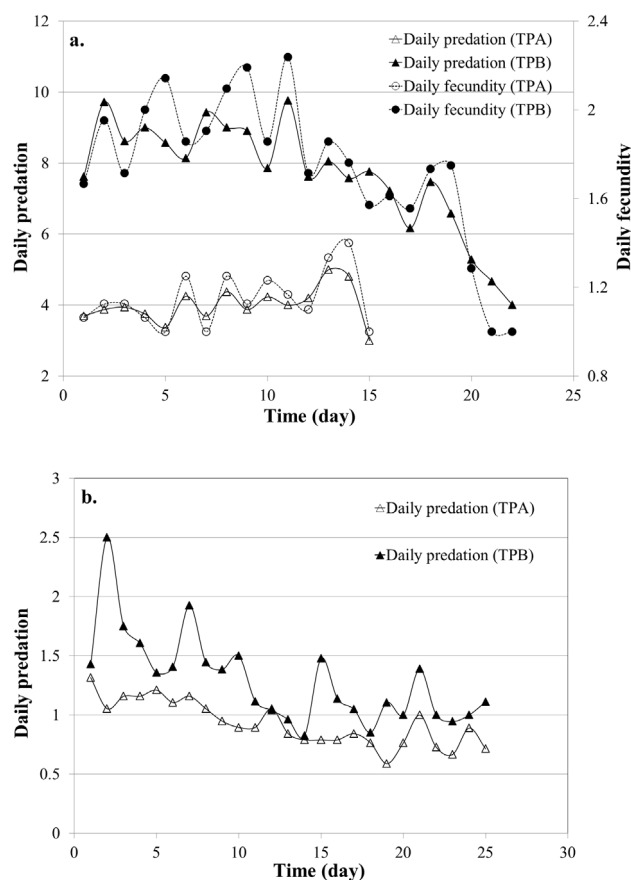 a.
Daily predation (TPA)
Daily predation (TPB)
Daily fecundity (TPA)
Daily fecundity (TPB)
12
10
8
6
4
2
2.4
2
1.6
1.2
0.8
Daily predation
Daily fecundity
0
5
10
15
20
25
Time (day)
b.
Daily predation (TPA)
Daily predation (TPB)
3
2.5
2
1.5
1
0.5
0
Daily predation
0
5
10
15
20
25
30
Time (day)